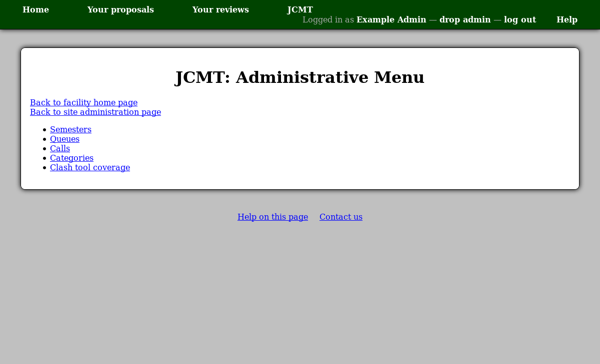 Home Your proposals Your reviews JCMT
Logged in as Example Admin — drop admin — log out Help
JCMT: Administrative Menu
Back to facility home page
Back to site administration page
• Semesters
• Queues
• Calls
• Categories
• Clash tool coverage
Help on this page Contact us